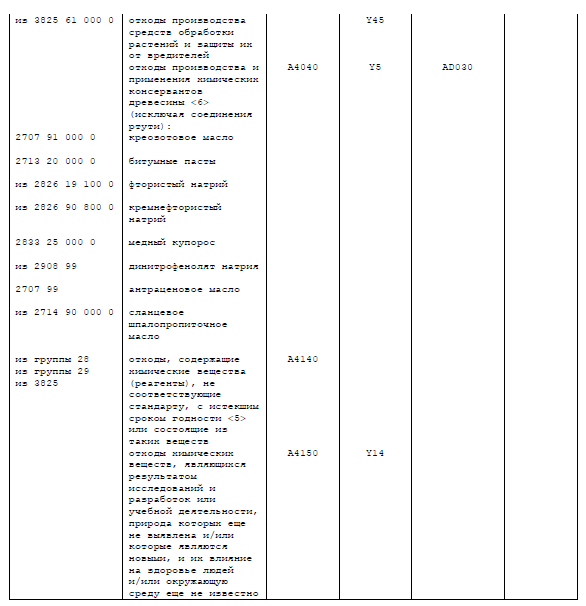 из 3825 61 000 0 отходы производства Y45
средств обработки
растений и защиты их
от вредителей
отходы производства и A4040 Y5 AD030
применения химических
консервантов
древесины <6>
(исключая соединения
ртути):
2707 91 000 0 креозотовое масло
2713 20 000 0 битумные пасты
из 2826 19 100 0 фтористый натрий
из 2826 90 800 0 кремнефтористый
натрий
2833 25 000 0 медный купорос
из 2908 99 динитрофенолят натрия
2707 99 антраценовое масло
из 2714 90 000 0 сланцевое
шпалопропиточное
масло
из группы 28 отходы, содержащие A4140
из группы 29 химические вещества
из 3825 (реагенты), не
соответствующие
стандарту, с истекшим
сроком годности <5>
или состоящие из
таких веществ
отходы химических A4150 Y14
веществ, являющихся
результатом
исследований и
разработок или
учебной деятельности,
природа которых еще
не выявлена и/или
которые являются
новыми, и их влияние
на здоровье людей
и/или окружающую
среду еще не известно